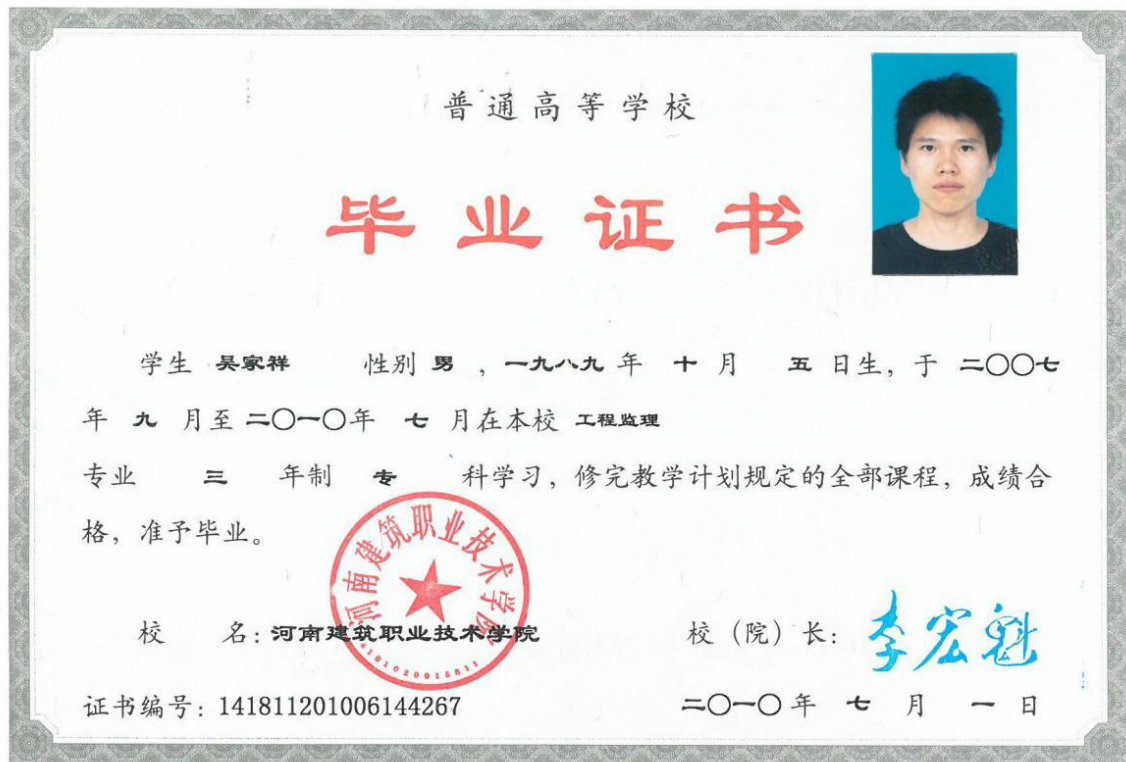 普通高等学校
毕业证书
学生 吴家祥 性别 男 ，一九八九 年 十 月 五 日生，于 二〇〇七
年 九 月至 二〇一〇年 七 月在本校 工程监理
专业 三 年制 专 科学习，修完教学计划规定的全部课程，成绩合
格，准予毕业。
河南建筑职业技术学院
校 名：河南建筑职业技术学院 校（院）长：李宏魁
证书编号：141811201006144267 二〇一〇年 七 月 一 日